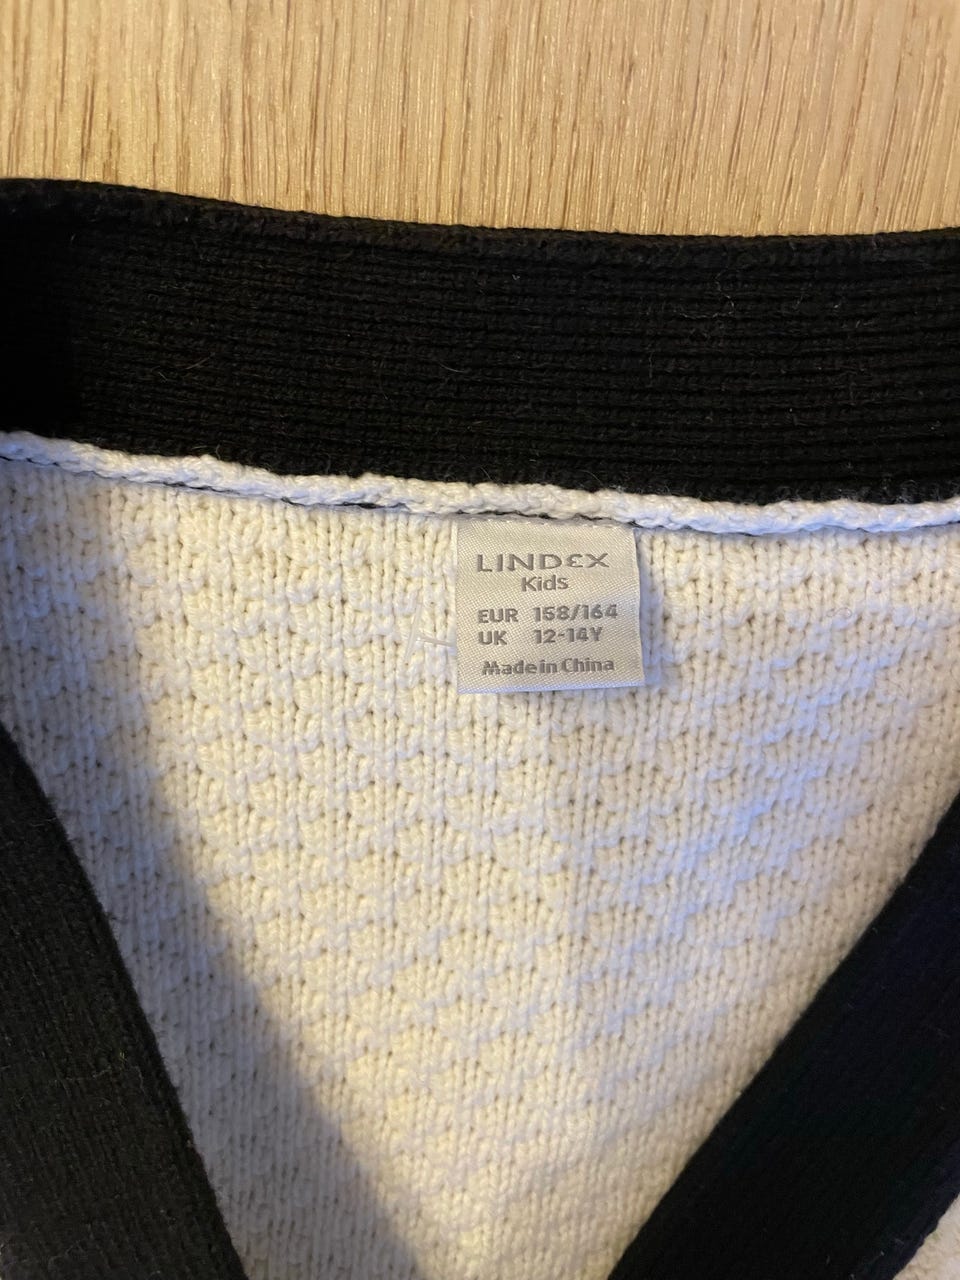 LINDEX
Kids
EUR 158/164
UK 12-14Y
Made in China